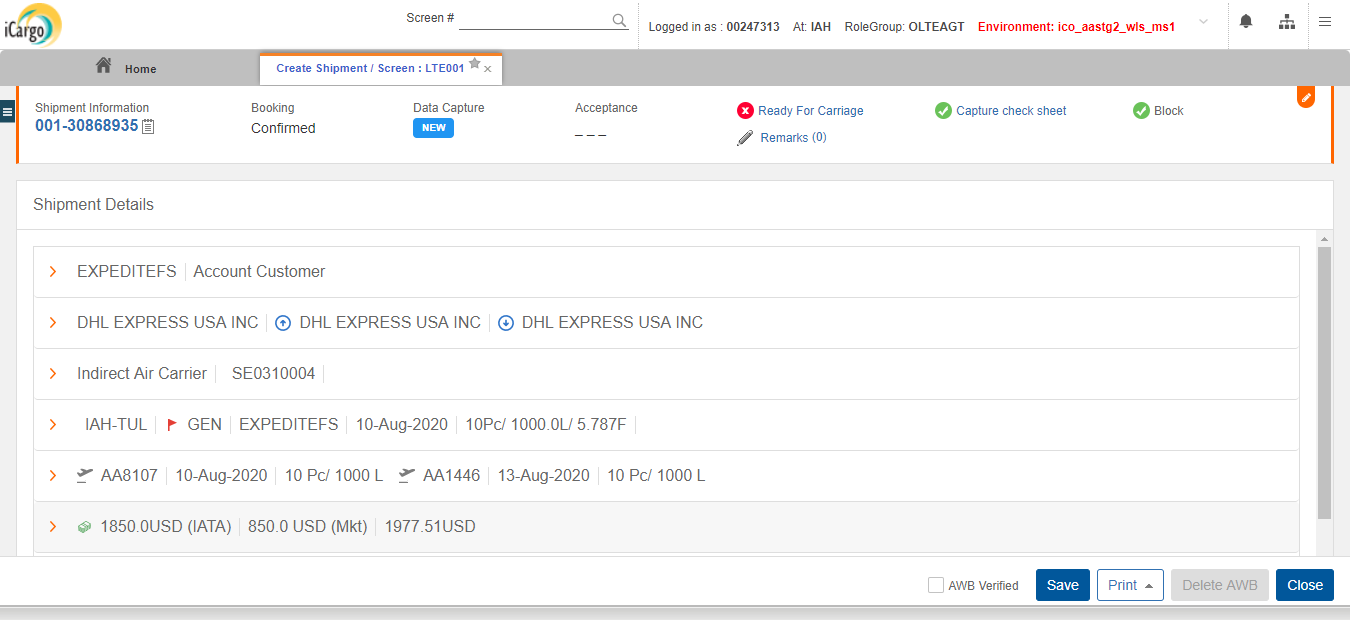 iCargo
Screen #
Logged in as : 00247313 At: IAH RoleGroup: OLTEAGT Environment: ico_aastg2_wls_ms1
Home
Create Shipment / Screen : LTE001
Shipment Information Booking Data Capture Acceptance Ready For Carriage Capture check sheet Block
001-30868935 Confirmed NEW _ _ _ Remarks (0)
Shipment Details
EXPEDITEFS Account Customer
DHL EXPRESS USA INC DHL EXPRESS USA INC DHL EXPRESS USA INC
Indirect Air Carrier SE0310004
IAH-TUL GEN EXPEDITEFS 10-Aug-2020 10Pc/ 1000.0L/ 5.787F
AA8107 10-Aug-2020 10 Pc/ 1000 L AA1446 13-Aug-2020 10 Pc/ 1000 L
1850.0USD (IATA) 850.0 USD (Mkt) 1977.51USD
AWB Verified Save Print Delete AWB Close